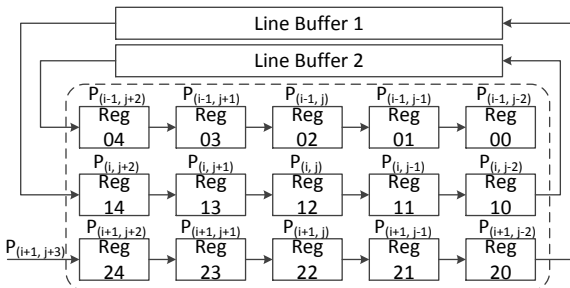 Line Buffer 1
Line Buffer 2
P(i-1, j+2) P(i-1, j+1) P(i-1, j) P(i-1, j-1) P(i-1, j-2)
Reg Reg Reg Reg Reg
04 03 02 01 00
P(i, j+2) P(i, j+1) P(i, j) P(i, j-1) P(i, j-2)
Reg Reg Reg Reg Reg
14 13 12 11 10
P(i+1, j+2) P(i+1, j+1) P(i+1, j) P(i+1, j-1) P(i+1, j-2)
P(i+1, j+3) Reg Reg Reg Reg Reg
24 23 22 21 20